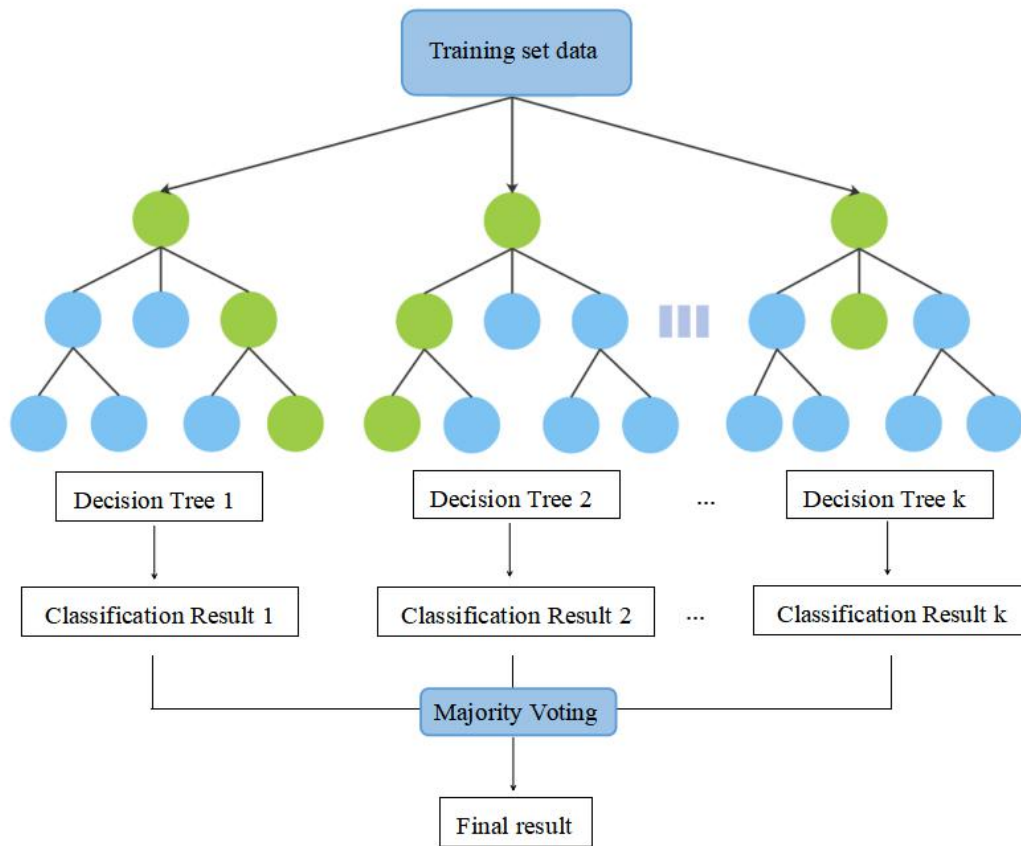 Training set data
Decision Tree 1
Decision Tree 2
...
Decision Tree k
Classification Result 1
Classification Result 2
...
Classification Result k
Majority Voting
Final result